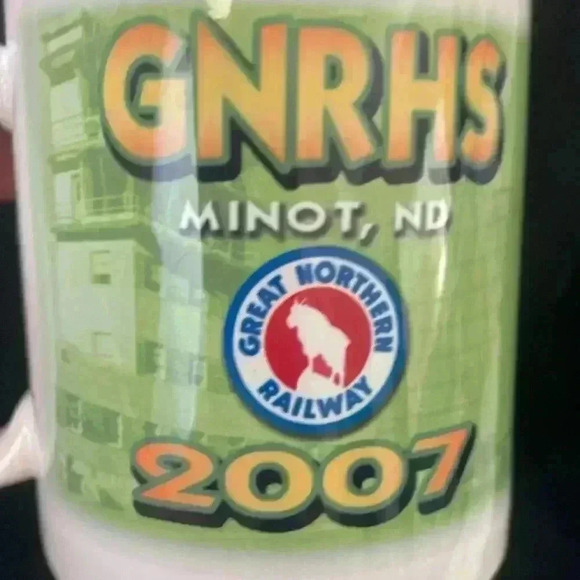 GNRHS
MINOT, ND
GREAT NORTHERN
RAILWAY
2007